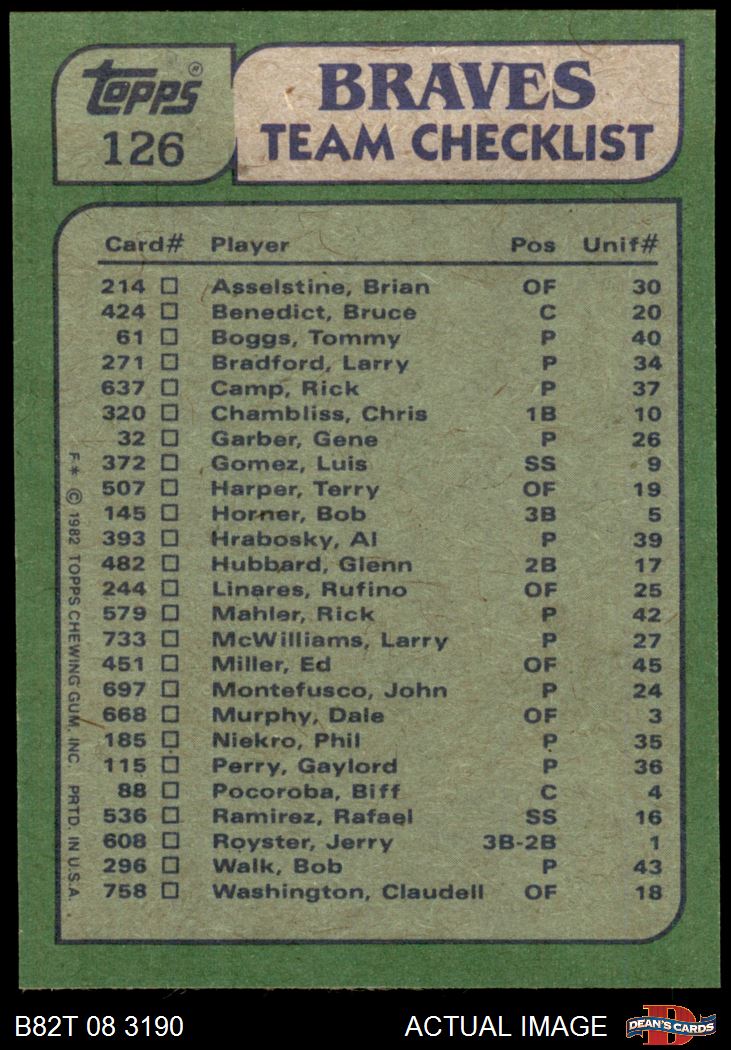 Topps ®
126
BRAVES
TEAM CHECKLIST
Card# Player Pos Unif#
214 Asselstine, Brian OF 30
424 Benedict, Bruce C 20
61 Boggs, Tommy P 40
271 Bradford, Larry P 34
637 Camp, Rick P 37
320 Chambliss, Chris 1B 10
32 Garber, Gene P 26
372 Gomez, Luis SS 9
507 Harper, Terry OF 19
145 Horner, Bob 3B 5
393 Hrabosky, Al P 39
482 Hubbard, Glenn 2B 17
244 Linares, Rufino OF 25
579 Mahler, Rick P 42
733 McWilliams, Larry P 27
451 Miller, Ed OF 45
697 Montefusco, John P 24
668 Murphy, Dale OF 3
185 Niekro, Phil P 35
115 Perry, Gaylord P 36
88 Pocoroba, Biff C 4
536 Ramirez, Rafael SS 16
608 Royster, Jerry 3B-2B 1
296 Walk, Bob P 43
758 Washington, Claudell OF 18
F* © 1982 TOPPS CHEWING GUM, INC. PRTD. IN U.S.A.
B82T 08 3190 ACTUAL IMAGE
D
DEAN'S CARDS